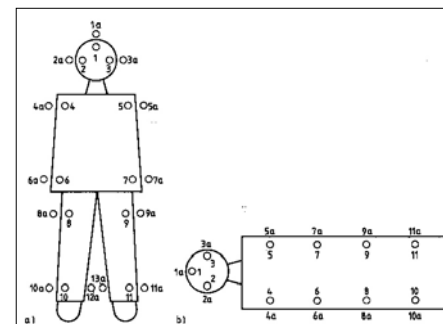 1a
2a 2 1 3 3a
4a 4 5 5a
6a 6 7 7a
8a 8 9 9a
10a 10 12a 13a 11 11a
a)
5a 7a 9a 11a
5 7 9 11
3a
3
1a 1
2
2a
4 6 8 10
4a 6a 8a 10a
b)